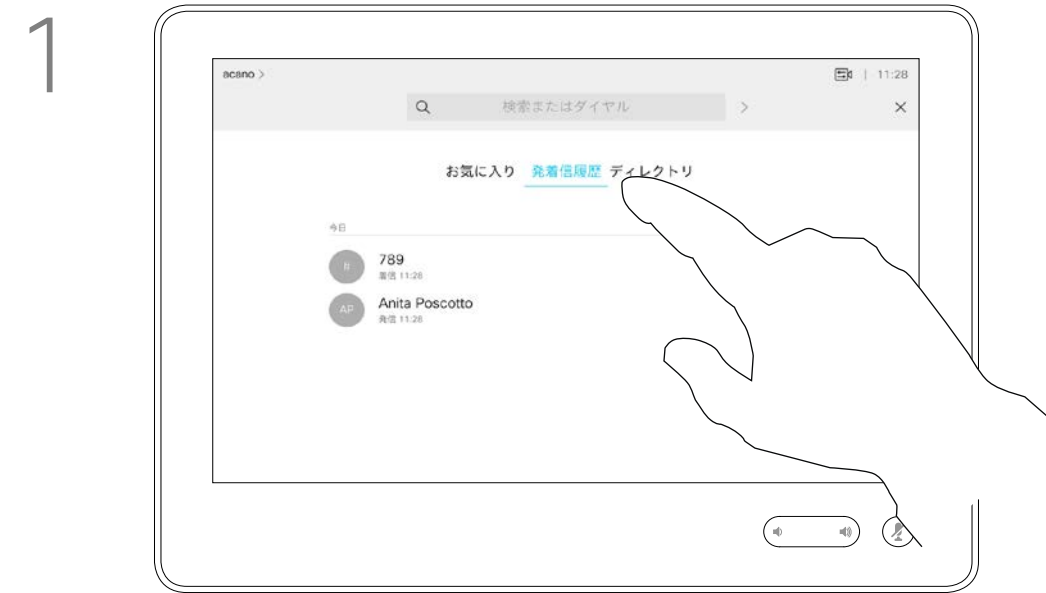 1
acano >
11:28
検索またはダイヤル
お気に入り 発着信履歴 ディレクトリ
今日
789
着信 11:28
AP
Anita Poscotto
発信 11:28